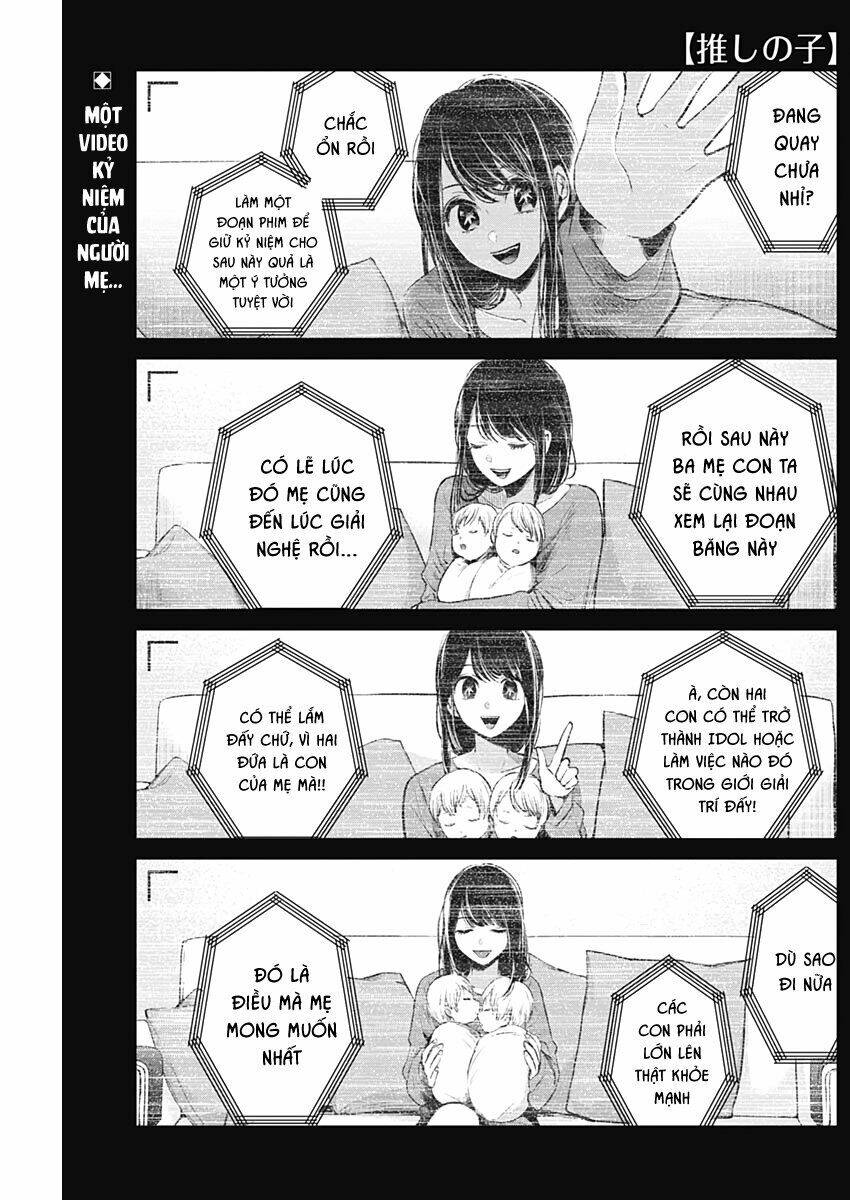 【推しの子】
MỘT
VIDEO
KỶ
NIỆM
CỦA
NGƯỜI
MẸ...
ĐANG
QUAY
CHƯA
NHỈ?
CHẮC
ỔN RỒI
LÀM MỘT
ĐOẠN PHIM ĐỂ
GIỮ KỶ NIỆM CHO
SAU NÀY QUẢ LÀ
MỘT Ý TƯỞNG
TUYỆT VỜI
RỒI SAU NÀY
BA MẸ CON TA
SẼ CÙNG NHAU
XEM LẠI ĐOẠN
BĂNG NÀY
CÓ LẼ LÚC
ĐÓ MẸ CŨNG
ĐẾN LÚC GIẢI
NGHỆ RỒI...
À, CÒN HAI
CON CÓ THỂ TRỞ
THÀNH IDOL HOẶC
LÀM VIỆC NÀO ĐÓ
TRONG GIỚI GIẢI
TRÍ ĐẤY!
CÓ THỂ LẮM
ĐẤY CHỨ, VÌ HAI
ĐỨA LÀ CON
CỦA MẸ MÀ!!
DÙ SAO
ĐI NỮA
CÁC
CON PHẢI
LỚN LÊN
THẬT KHỎE
MẠNH
ĐÓ LÀ
ĐIỀU MÀ MẸ
MONG MUỐN
NHẤT